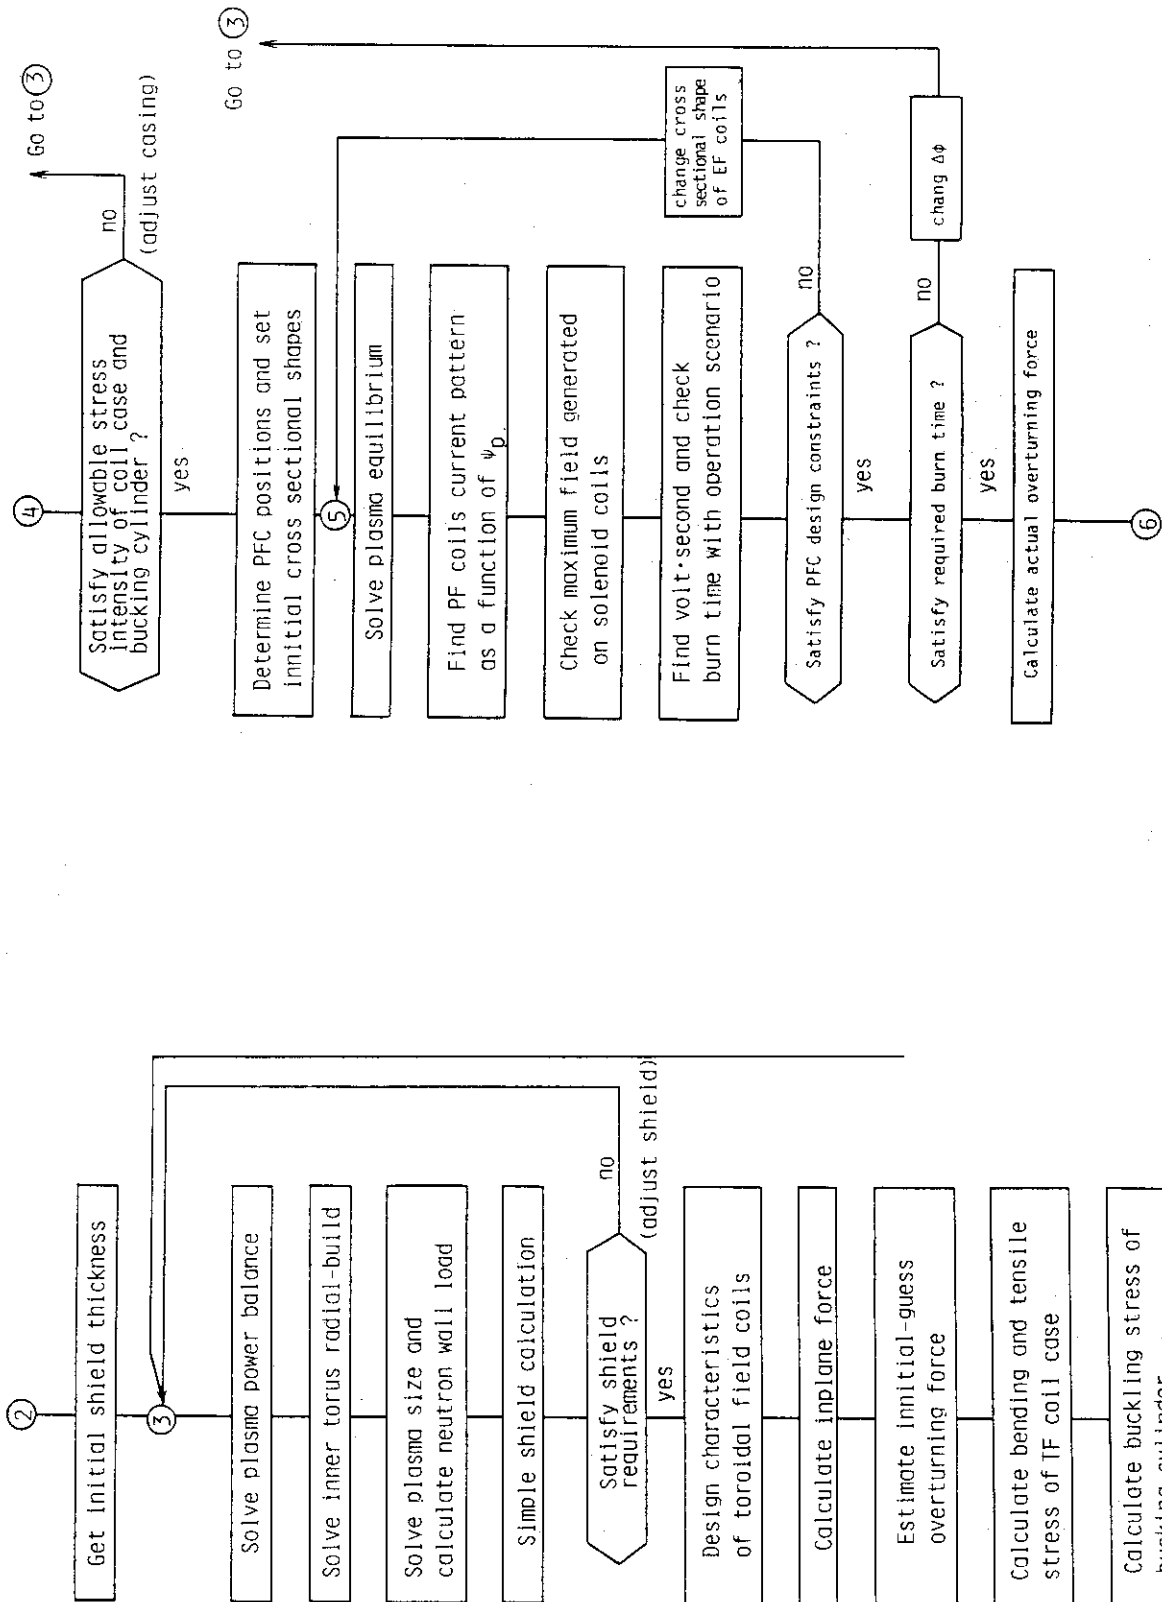 ②
Get initial shield thickness
③
Solve plasma power balance
Solve inner torus radial-build
Solve plasma size and
calculate neutron wall load
Simple shield calculation
Satisfy shield
requirements ?
no
(adjust shield)
yes
Design characteristics
of toroidal field coils
Calculate inplane force
Estimate innitial-guess
overturning force
Calculate bending and tensile
stress of TF coil case
Calculate buckling stress of
④
Satisfy allowable stress
intensity of coil case and
bucking cylinder ?
no
(adjust casing)
Go to ③
yes
Determine PFC positions and set
innitial cross sectional shapes
⑤
Solve plasma equilibrium
Find PF coils current pattern
as a function of ψp
Check maximum field generated
on solenoid coils
Find volt·second and check
burn time with operation scenario
Satisfy PFC design constraints ?
no
change cross
sectional shape
of EF coils
yes
Satisfy required burn time ?
no
chang Δϕ
Go to ③
yes
Calculate actual overturning force
⑥